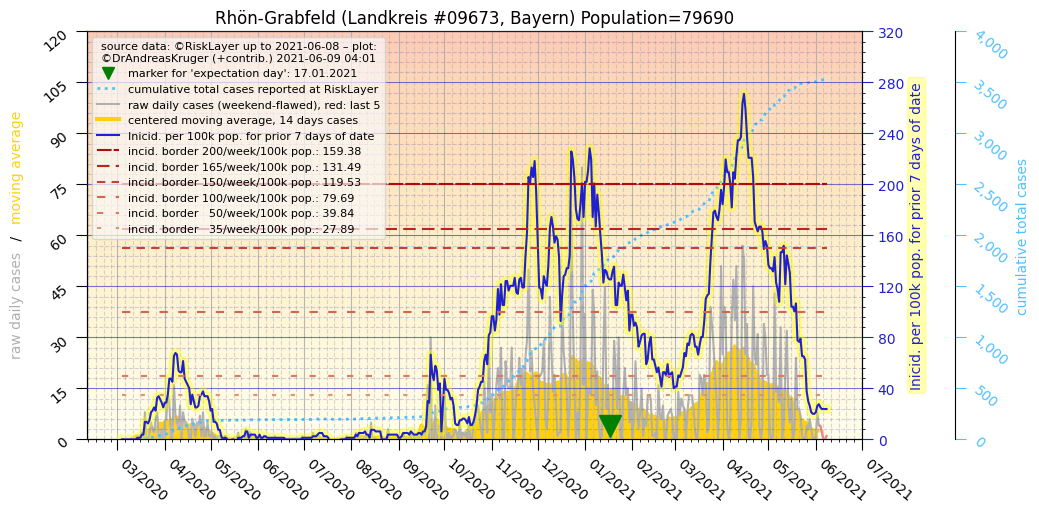 Rhön-Grabfeld (Landkreis #09673, Bayern) Population=79690
source data: ©RiskLayer up to 2021-06-08 – plot:
©DrAndreasKruger (+contrib.) 2021-06-09 04:01
marker for 'expectation day': 17.01.2021
cumulative total cases reported at RiskLayer
raw daily cases (weekend-flawed), red: last 5
centered moving average, 14 days cases
Inicid. per 100k pop. for prior 7 days of date
incid. border 200/week/100k pop.: 159.38
incid. border 165/week/100k pop.: 131.49
incid. border 150/week/100k pop.: 119.53
incid. border 100/week/100k pop.: 79.69
incid. border 50/week/100k pop.: 39.84
incid. border 35/week/100k pop.: 27.89
raw daily cases / moving average
120
105
90
75
60
45
30
15
0
320
280
240
200
160
120
80
40
0
Inicid. per 100k pop. for prior 7 days of date
4,000
3,500
3,000
2,500
2,000
1,500
1,000
500
0
cumulative total cases
03/2020
04/2020
05/2020
06/2020
07/2020
08/2020
09/2020
10/2020
11/2020
12/2020
01/2021
02/2021
03/2021
04/2021
05/2021
06/2021
07/2021